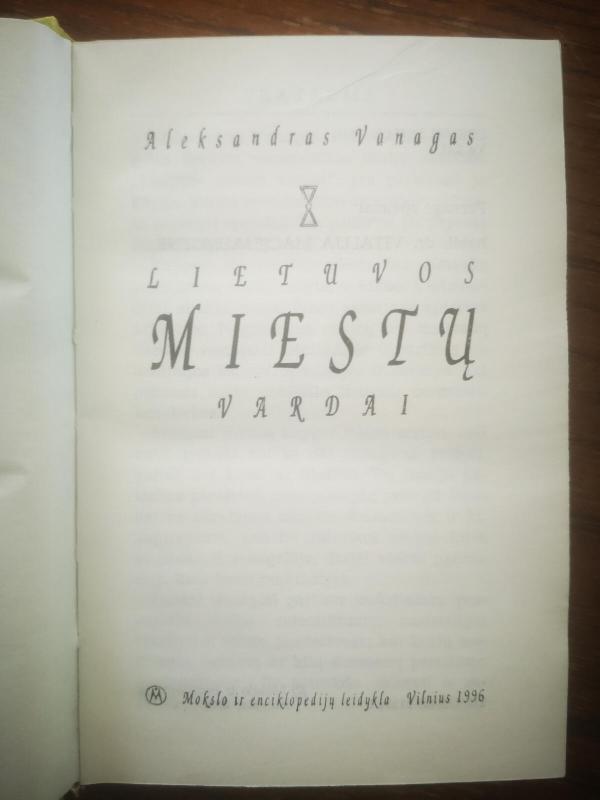 Aleksandras Vanagas
LIETUVOS
MIESTŲ
VARDAI
M Mokslo ir enciklopedijų leidykla Vilnius 1996